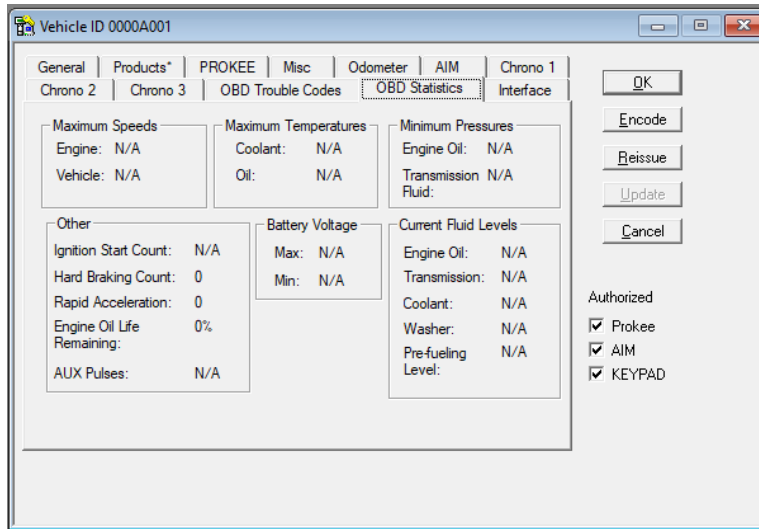 Vehicle ID 0000A001
General Products* PROKEE Misc Odometer AIM Chrono 1
Chrono 2 Chrono 3 OBD Trouble Codes OBD Statistics Interface
OK
Encode
Reissue
Update
Cancel
Maximum Speeds
Engine: N/A
Vehicle: N/A
Maximum Temperatures
Coolant: N/A
Oil: N/A
Minimum Pressures
Engine Oil: N/A
Transmission N/A
Fluid:
Other
Ignition Start Count: N/A
Hard Braking Count: 0
Rapid Acceleration: 0
Engine Oil Life 0%
Remaining:
AUX Pulses: N/A
Battery Voltage
Max: N/A
Min: N/A
Current Fluid Levels
Engine Oil: N/A
Transmission: N/A
Coolant: N/A
Washer: N/A
Pre-fueling N/A
Level:
Authorized
Prokee
AIM
KEYPAD